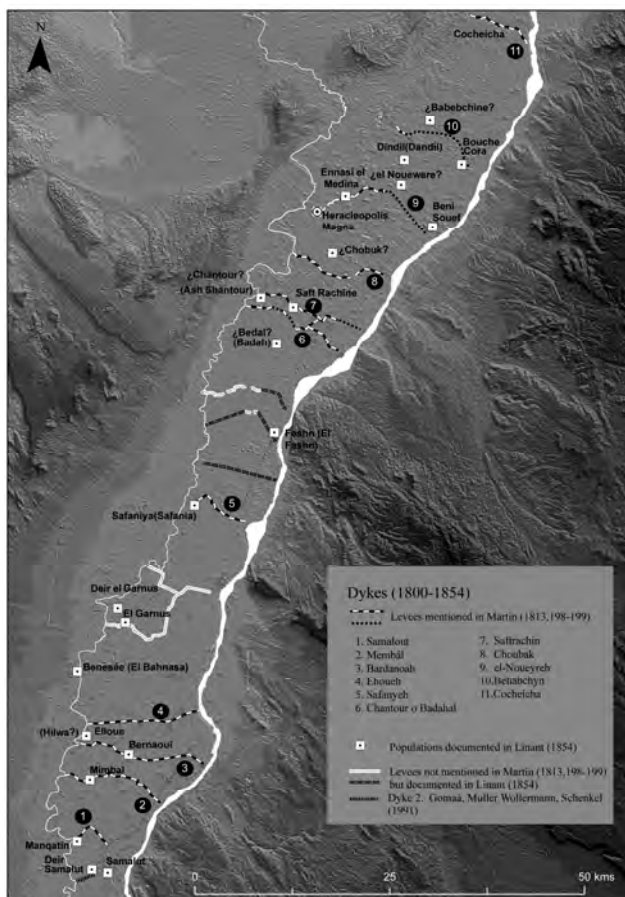 N
Cocheicha
11
¿Babebchine?
10
Bouche
Cora
Dindil(Dandil)
¿el Noueware?
Ennasi el
Medina
9
Heracleopolis
Magna
Beni
Souef
¿Chobuk?
8
¿Chantour?
(Ash Shantour)
Saft Rachine
7
¿Bedal?
(Badahl)
6
Feshn (El
Fashn)
Safaniya(Safania)
5
Deir el Garnus
El Garnus
Benesée (El Bahnasa)
4
(Hilwa?)
Elloue
Bernaoui
3
Mimbal
2
1
Manqatin
Deir
Samalut
Samalut
Dykes (1800-1854)
Levees mentioned in Martin (1813,198-199)
1. Samalout
2. Membâl
3. Bardanoah
4. Ehoueh
5. Safanyeh
6. Chantour o Badahal
7. Saftrachin
8. Choubak
9. el-Noueyreh
10.Behabchyn
11.Cocheicha
Populations documented in Linant (1854)
Levees not mentioned in Martin (1813,198-199)
but documented in Linant (1854)
Dyke 2. Gomaà, Muller Wollermann, Schenkel
(1991)
0 25 50 kms